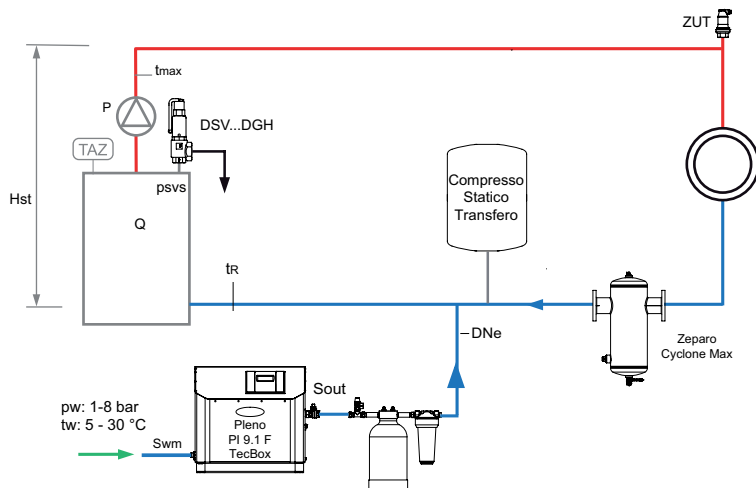 ZUT
tmax
P
DSV...DGH
TAZ
psvs
Hst
Q
Compresso
Statico
Transfero
tR
DNe
Zeparo
Cyclone Max
Sout
pw: 1-8 bar
tw: 5 - 30 °C
Swm
Pleno
PI 9.1 F
TecBox